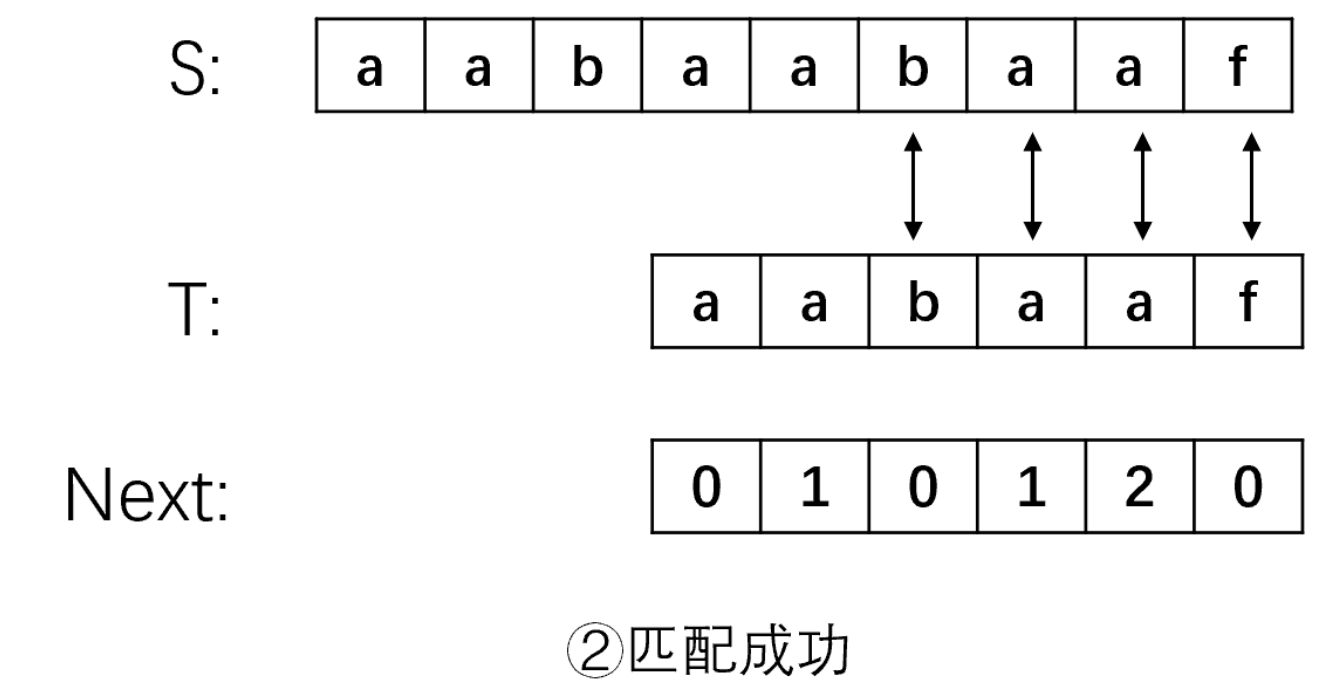 S: a a b a a b a a f
T: a a b a a f
Next: 0 1 0 1 2 0
②匹配成功